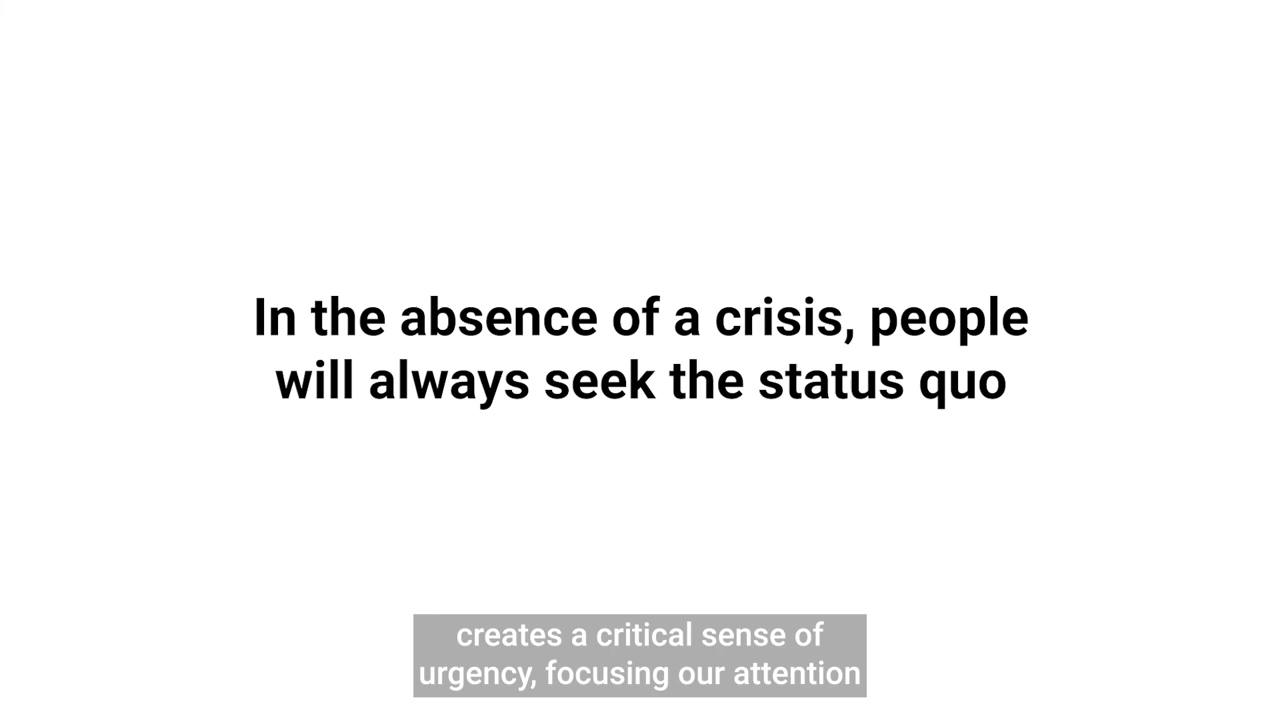 In the absence of a crisis, people
will always seek the status quo
creates a critical sense of
urgency, focusing our attention